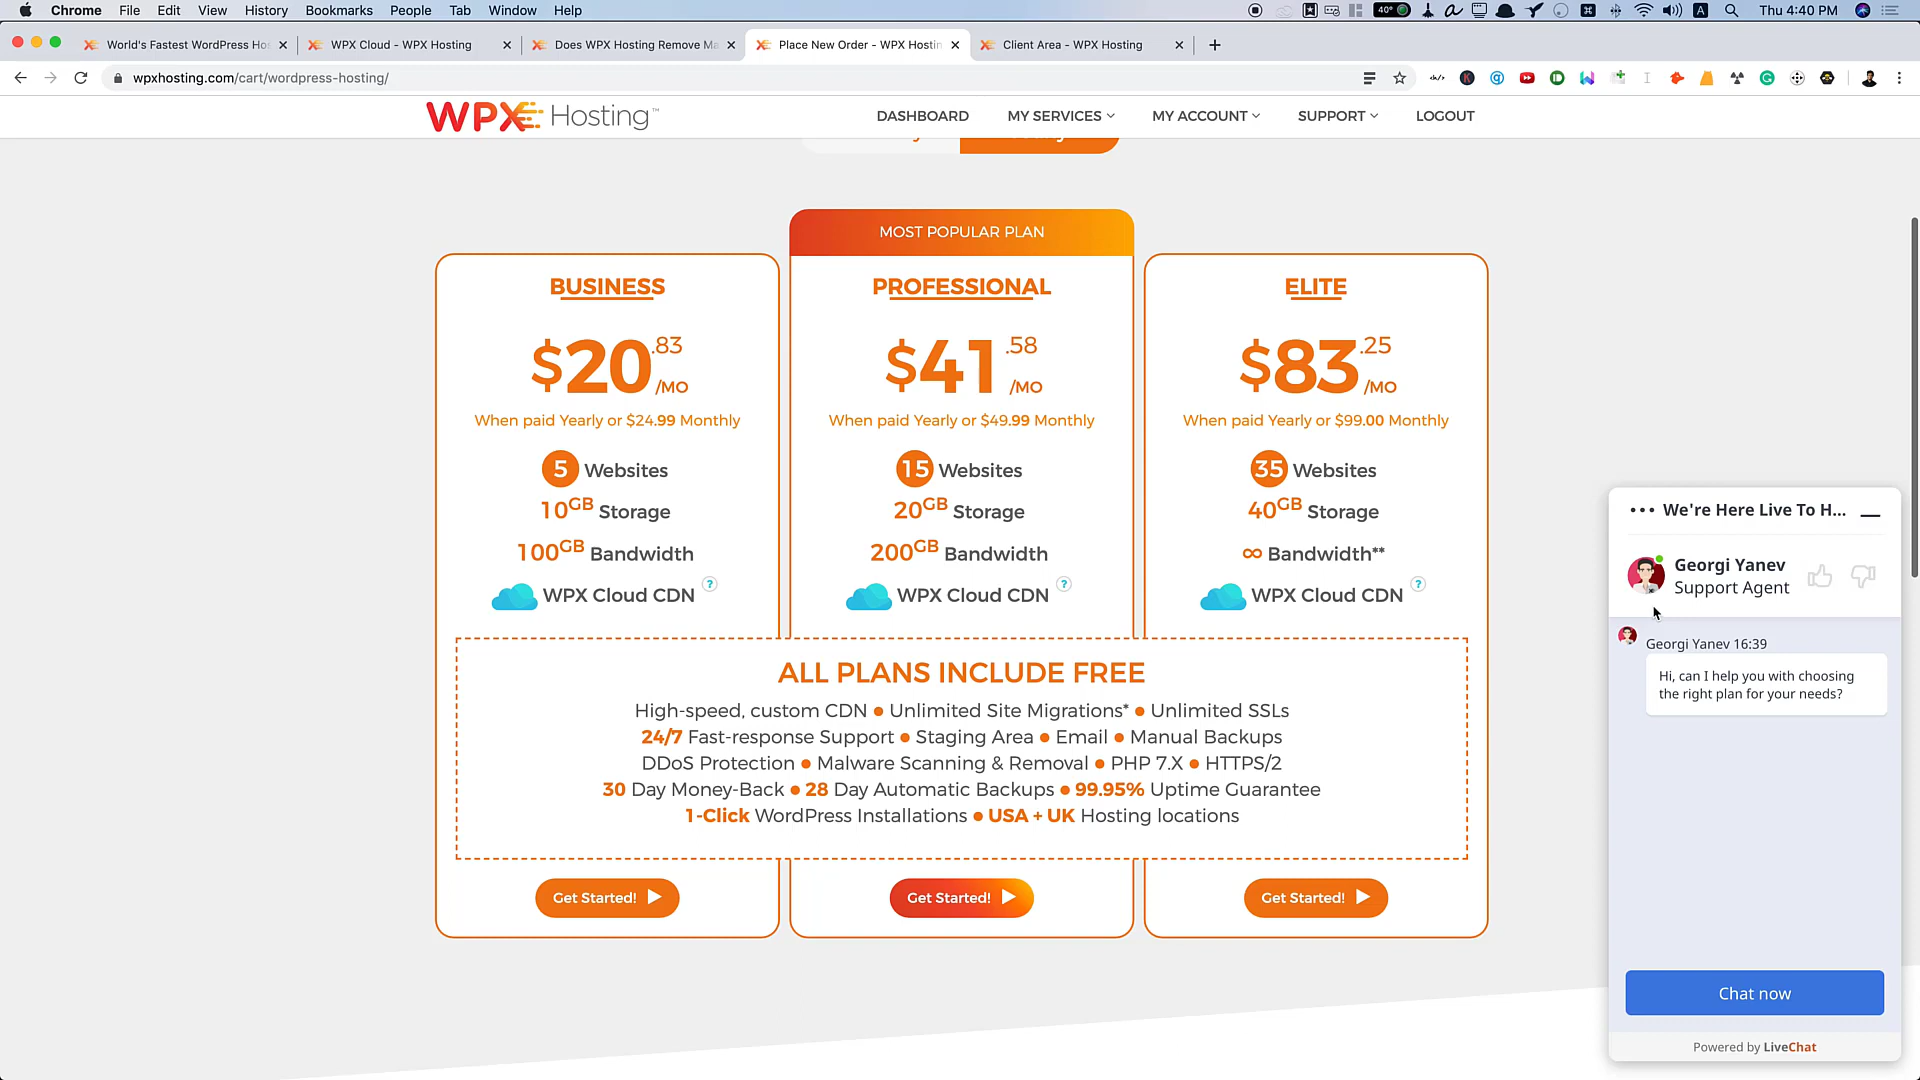 Chrome File Edit View History Bookmarks People Tab Window Help
40° A Thu 4:40 PM
World's Fastest WordPress Ho
WPX Cloud - WPX Hosting
Does WPX Hosting Remove Ma
Place New Order - WPX Hostin
Client Area - WPX Hosting
wpxhosting.com/cart/wordpress-hosting/
WPX Hosting™
DASHBOARD MY SERVICES MY ACCOUNT SUPPORT LOGOUT
MOST POPULAR PLAN
BUSINESS
$20.83/MO
When paid Yearly or $24.99 Monthly
5 Websites
10GB Storage
100GB Bandwidth
WPX Cloud CDN ?
PROFESSIONAL
$41.58/MO
When paid Yearly or $49.99 Monthly
15 Websites
20GB Storage
200GB Bandwidth
WPX Cloud CDN ?
ELITE
$83.25/MO
When paid Yearly or $99.00 Monthly
35 Websites
40GB Storage
∞ Bandwidth**
WPX Cloud CDN ?
ALL PLANS INCLUDE FREE
High-speed, custom CDN ● Unlimited Site Migrations* ● Unlimited SSLs
24/7 Fast-response Support ● Staging Area ● Email ● Manual Backups
DDoS Protection ● Malware Scanning & Removal ● PHP 7.X ● HTTPS/2
30 Day Money-Back ● 28 Day Automatic Backups ● 99.95% Uptime Guarantee
1-Click WordPress Installations ● USA + UK Hosting locations
Get Started!
Get Started!
Get Started!
We're Here Live To H...
Georgi Yanev
Support Agent
Georgi Yanev 16:39
Hi, can I help you with choosing
the right plan for your needs?
Chat now
Powered by LiveChat